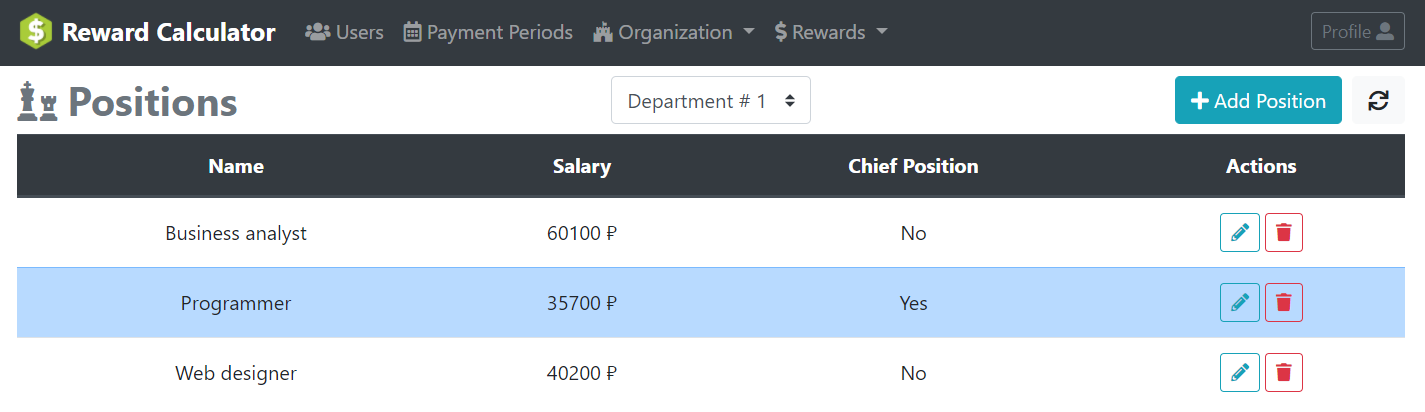 $ Reward Calculator Users Payment Periods Organization $ Rewards Profile
Positions Department # 1 + Add Position
Name Salary Chief Position Actions
Business analyst 60100 ₽ No
Programmer 35700 ₽ Yes
Web designer 40200 ₽ No